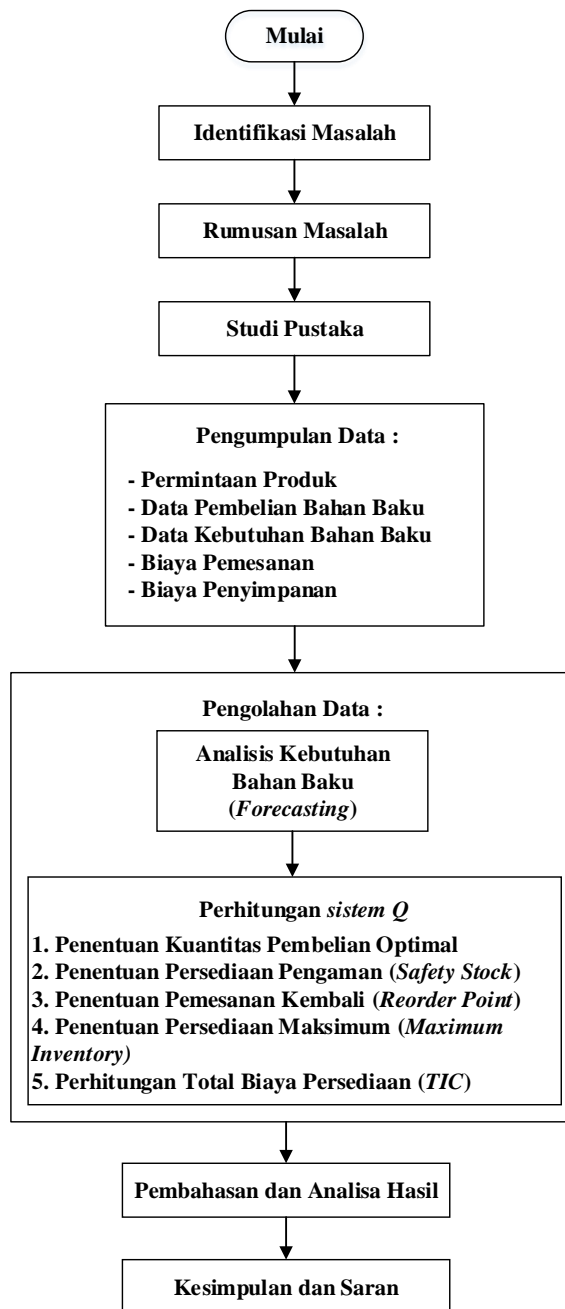 Mulai
Identifikasi Masalah
Rumusan Masalah
Studi Pustaka
Pengumpulan Data :
- Permintaan Produk
- Data Pembelian Bahan Baku
- Data Kebutuhan Bahan Baku
- Biaya Pemesanan
- Biaya Penyimpanan
Pengolahan Data :
Analisis Kebutuhan
Bahan Baku
(Forecasting)
Perhitungan sistem Q
1. Penentuan Kuantitas Pembelian Optimal
2. Penentuan Persediaan Pengaman (Safety Stock)
3. Penentuan Pemesanan Kembali (Reorder Point)
4. Penentuan Persediaan Maksimum (Maximum
Inventory)
5. Perhitungan Total Biaya Persediaan (TIC)
Pembahasan dan Analisa Hasil
Kesimpulan dan Saran